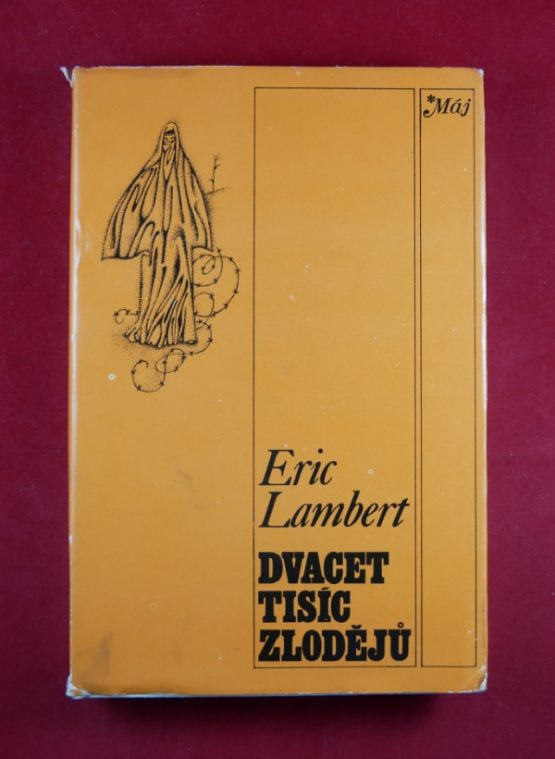 *Máj
Eric
Lambert
DVACET
TISÍC
ZLODĚJŮ